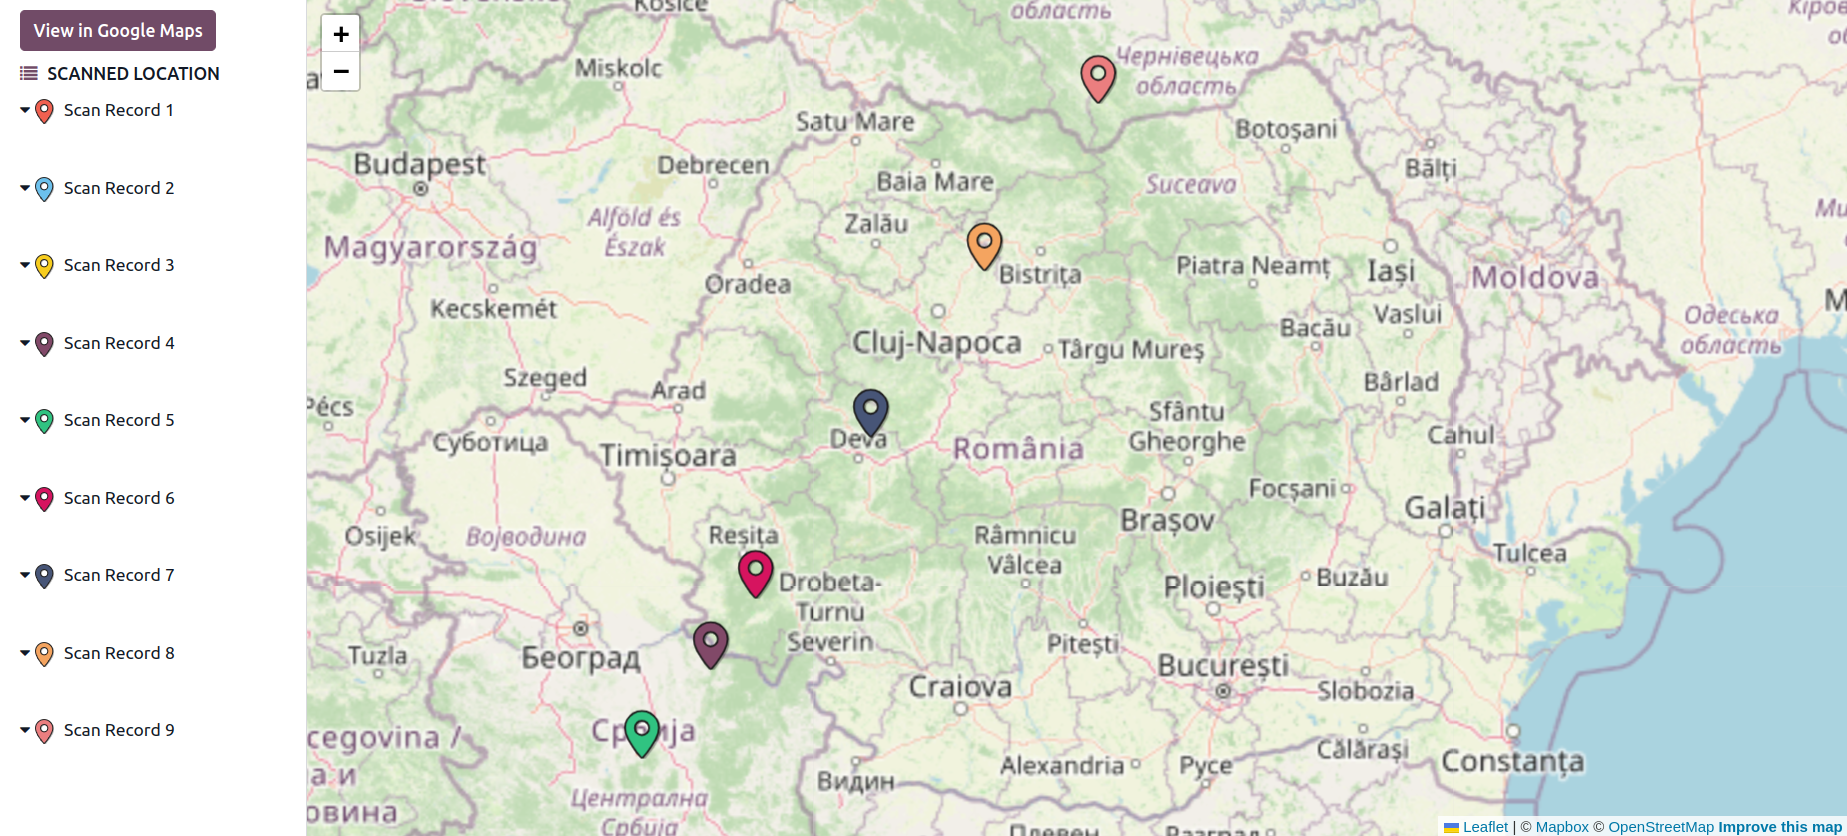 View in Google Maps
SCANNED LOCATION
Scan Record 1
Scan Record 2
Scan Record 3
Scan Record 4
Scan Record 5
Scan Record 6
Scan Record 7
Scan Record 8
Scan Record 9
+
−
Košice
область
Чернівецька
область
Miskolc
Satu Mare
Botoșani
Budapest
Debrecen
Baia Mare
Suceava
Bălți
Alföld és
Észak
Zalău
Magyarország
Oradea
Bistrița
Piatra Neamț
Iași
Moldova
Kecskemét
Cluj-Napoca
Târgu Mureș
Bacău
Vaslui
Одеська
область
Szeged
Arad
Bârlad
Pécs
Суботица
Timișoara
Deva
România
Sfântu
Gheorghe
Cahul
Focșani
Galați
Osijek
Војводина
Reșița
Râmnicu
Vâlcea
Brașov
Tulcea
Drobeta-
Turnu
Severin
Ploiești
Buzău
Tuzla
Београд
Pitești
București
Slobozia
Craiova
cegovina /
Видин
Alexandria
Русе
Călărași
Constanța
а и
овина
Централна
Србија
Плевен
Разград
Leaflet | © Mapbox © OpenStreetMap Improve this map